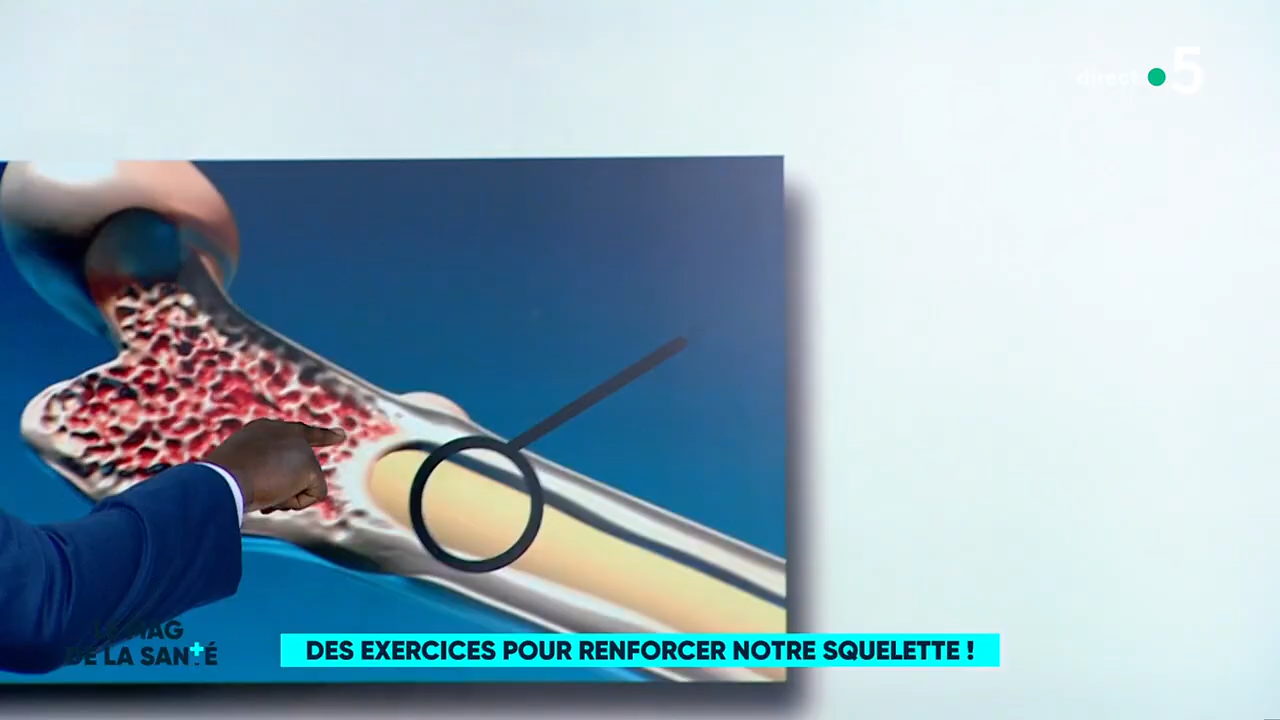 direct 5
LE MAG
DE LA SANTÉ
DES EXERCICES POUR RENFORCER NOTRE SQUELETTE !